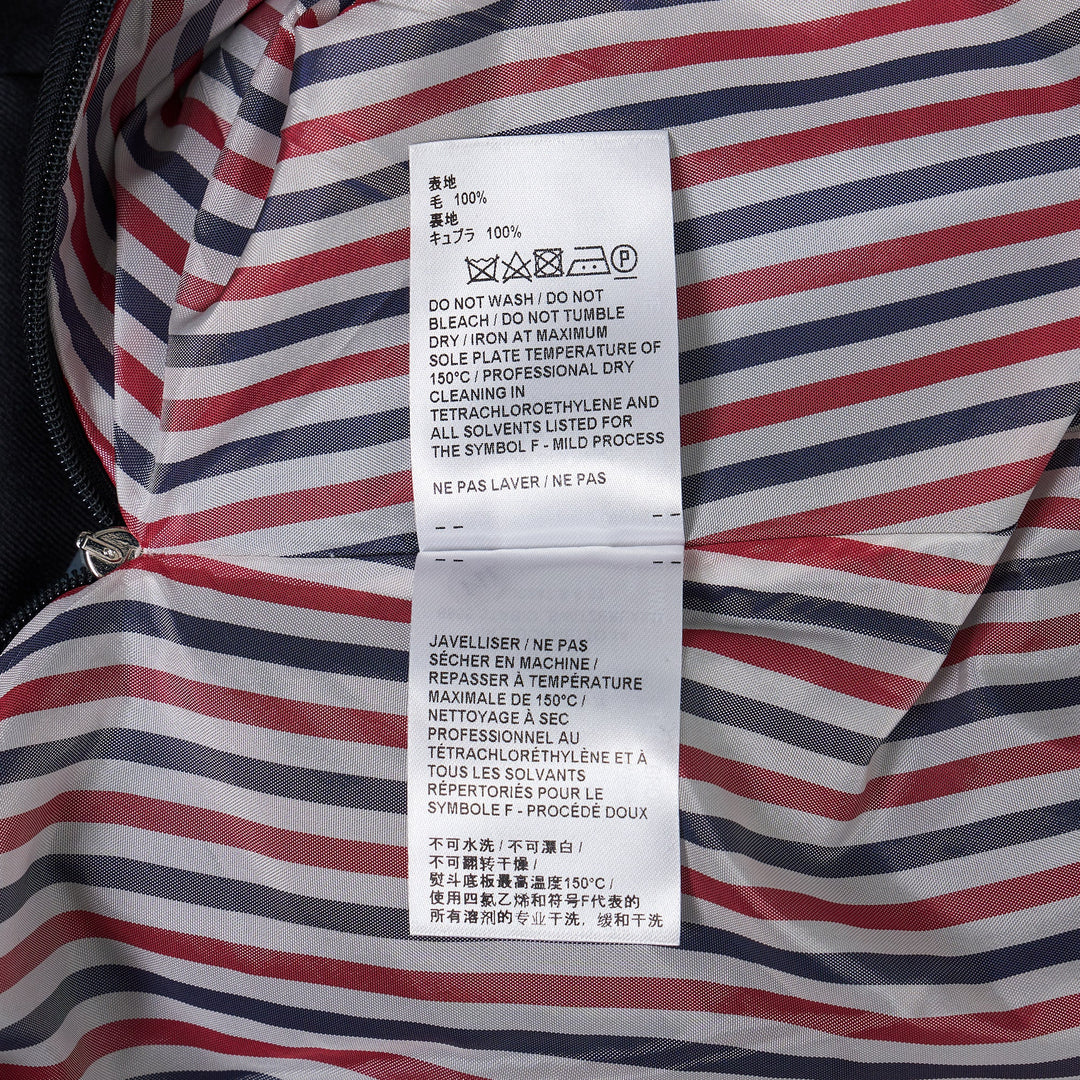 表地
毛 100%
裏地
キュプラ 100%
P
DO NOT WASH / DO NOT
BLEACH / DO NOT TUMBLE
DRY / IRON AT MAXIMUM
SOLE PLATE TEMPERATURE OF
150°C / PROFESSIONAL DRY
CLEANING IN
TETRACHLOROETHYLENE AND
ALL SOLVENTS LISTED FOR
THE SYMBOL F - MILD PROCESS
NE PAS LAVER / NE PAS
JAVELLISER / NE PAS
SÉCHER EN MACHINE /
REPASSER À TEMPÉRATURE
MAXIMALE DE 150°C /
NETTOYAGE À SEC
PROFESSIONNEL AU
TÉTRACHLORÉTHYLÈNE ET À
TOUS LES SOLVANTS
RÉPERTORIÉS POUR LE
SYMBOLE F - PROCÉDÉ DOUX
不可水洗 / 不可漂白 /
不可翻转干燥 /
熨斗底板最高温度150°C /
使用四氯乙烯和符号F代表的
所有溶剂的专业干洗, 缓和干洗